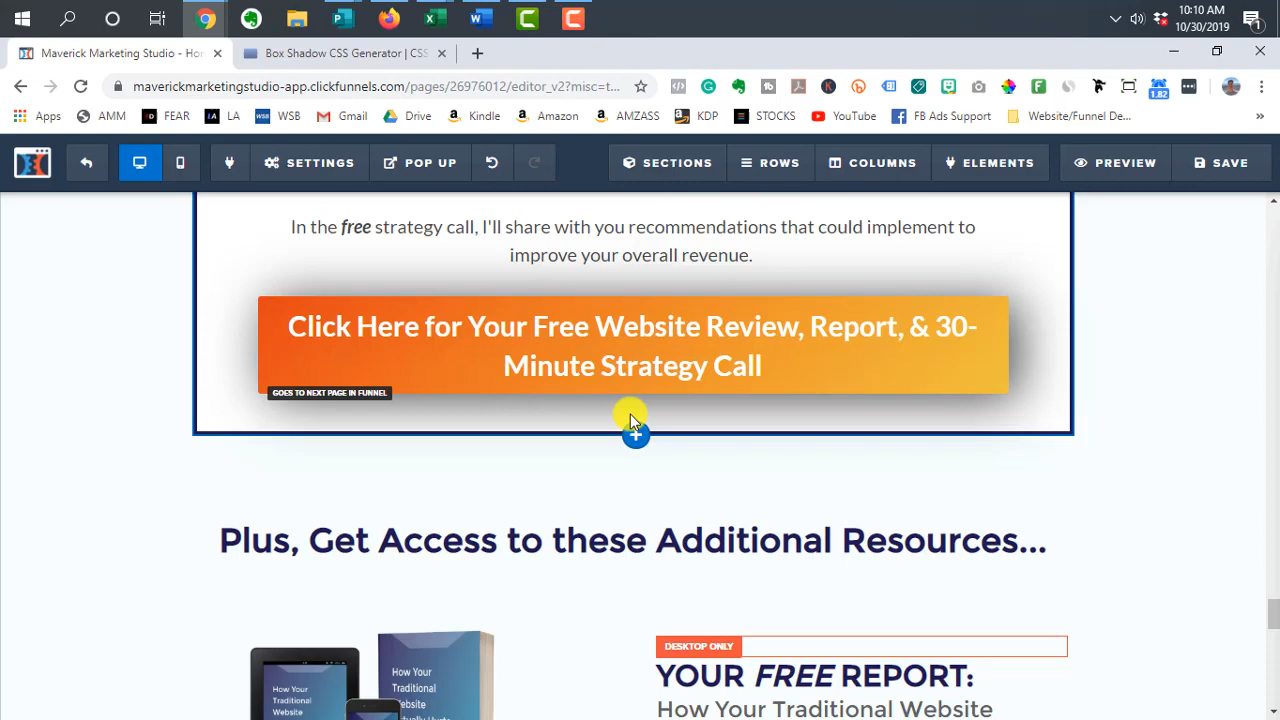 10:10 AM
10/30/2019
1
Maverick Marketing Studio - Hor
Box Shadow CSS Generator | CSS
maverickmarketingstudio-app.clickfunnels.com/pages/26976012/editor_v2?misc=t...
1.82
Apps
AMM
FEAR
LA
WSB
Gmail
Drive
Kindle
Amazon
AMZASS
KDP
STOCKS
YouTube
FB Ads Support
Website/Funnel De...
SETTINGS
POP UP
SECTIONS
ROWS
COLUMNS
ELEMENTS
PREVIEW
SAVE
In the free strategy call, I'll share with you recommendations that could implement to
improve your overall revenue.
Click Here for Your Free Website Review, Report, & 30-
Minute Strategy Call
GOES TO NEXT PAGE IN FUNNEL
Plus, Get Access to these Additional Resources...
DESKTOP ONLY
YOUR FREE REPORT:
How Your Traditional Website
How Your
Traditional
Website
How Your
Traditional
Website